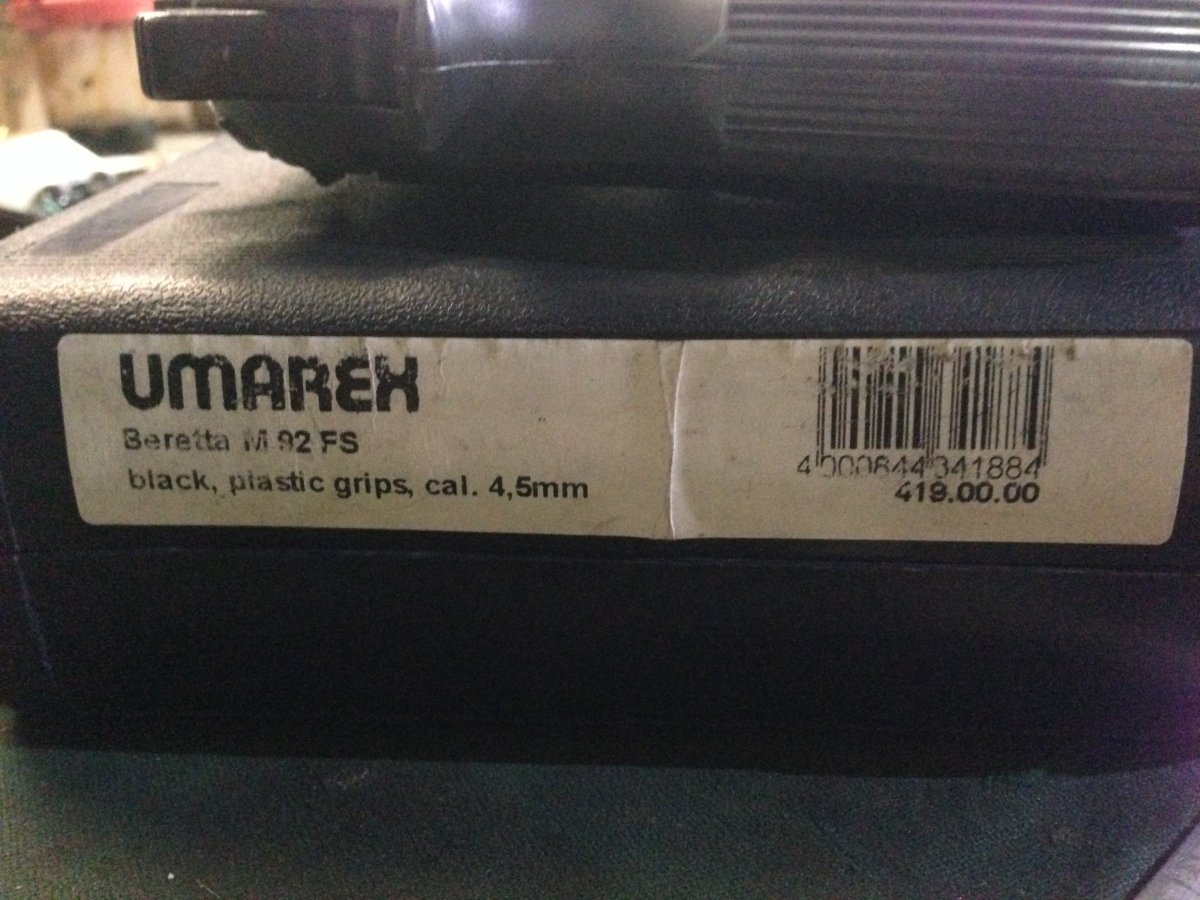 UMAREX
Beretta M 92 FS
black, plastic grips, cal. 4,5mm
4 000844 341884
419.00.00